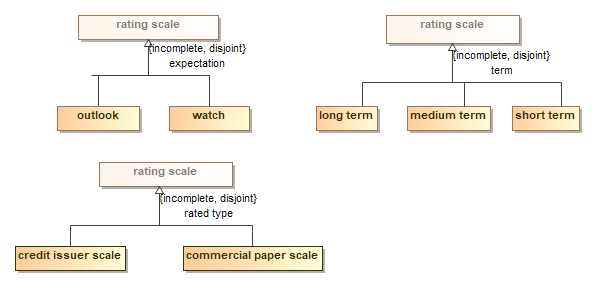 rating scale
{incomplete, disjoint}
expectation
outlook
watch
rating scale
{incomplete, disjoint}
term
long term
medium term
short term
rating scale
{incomplete, disjoint}
rated type
credit issuer scale
commercial paper scale